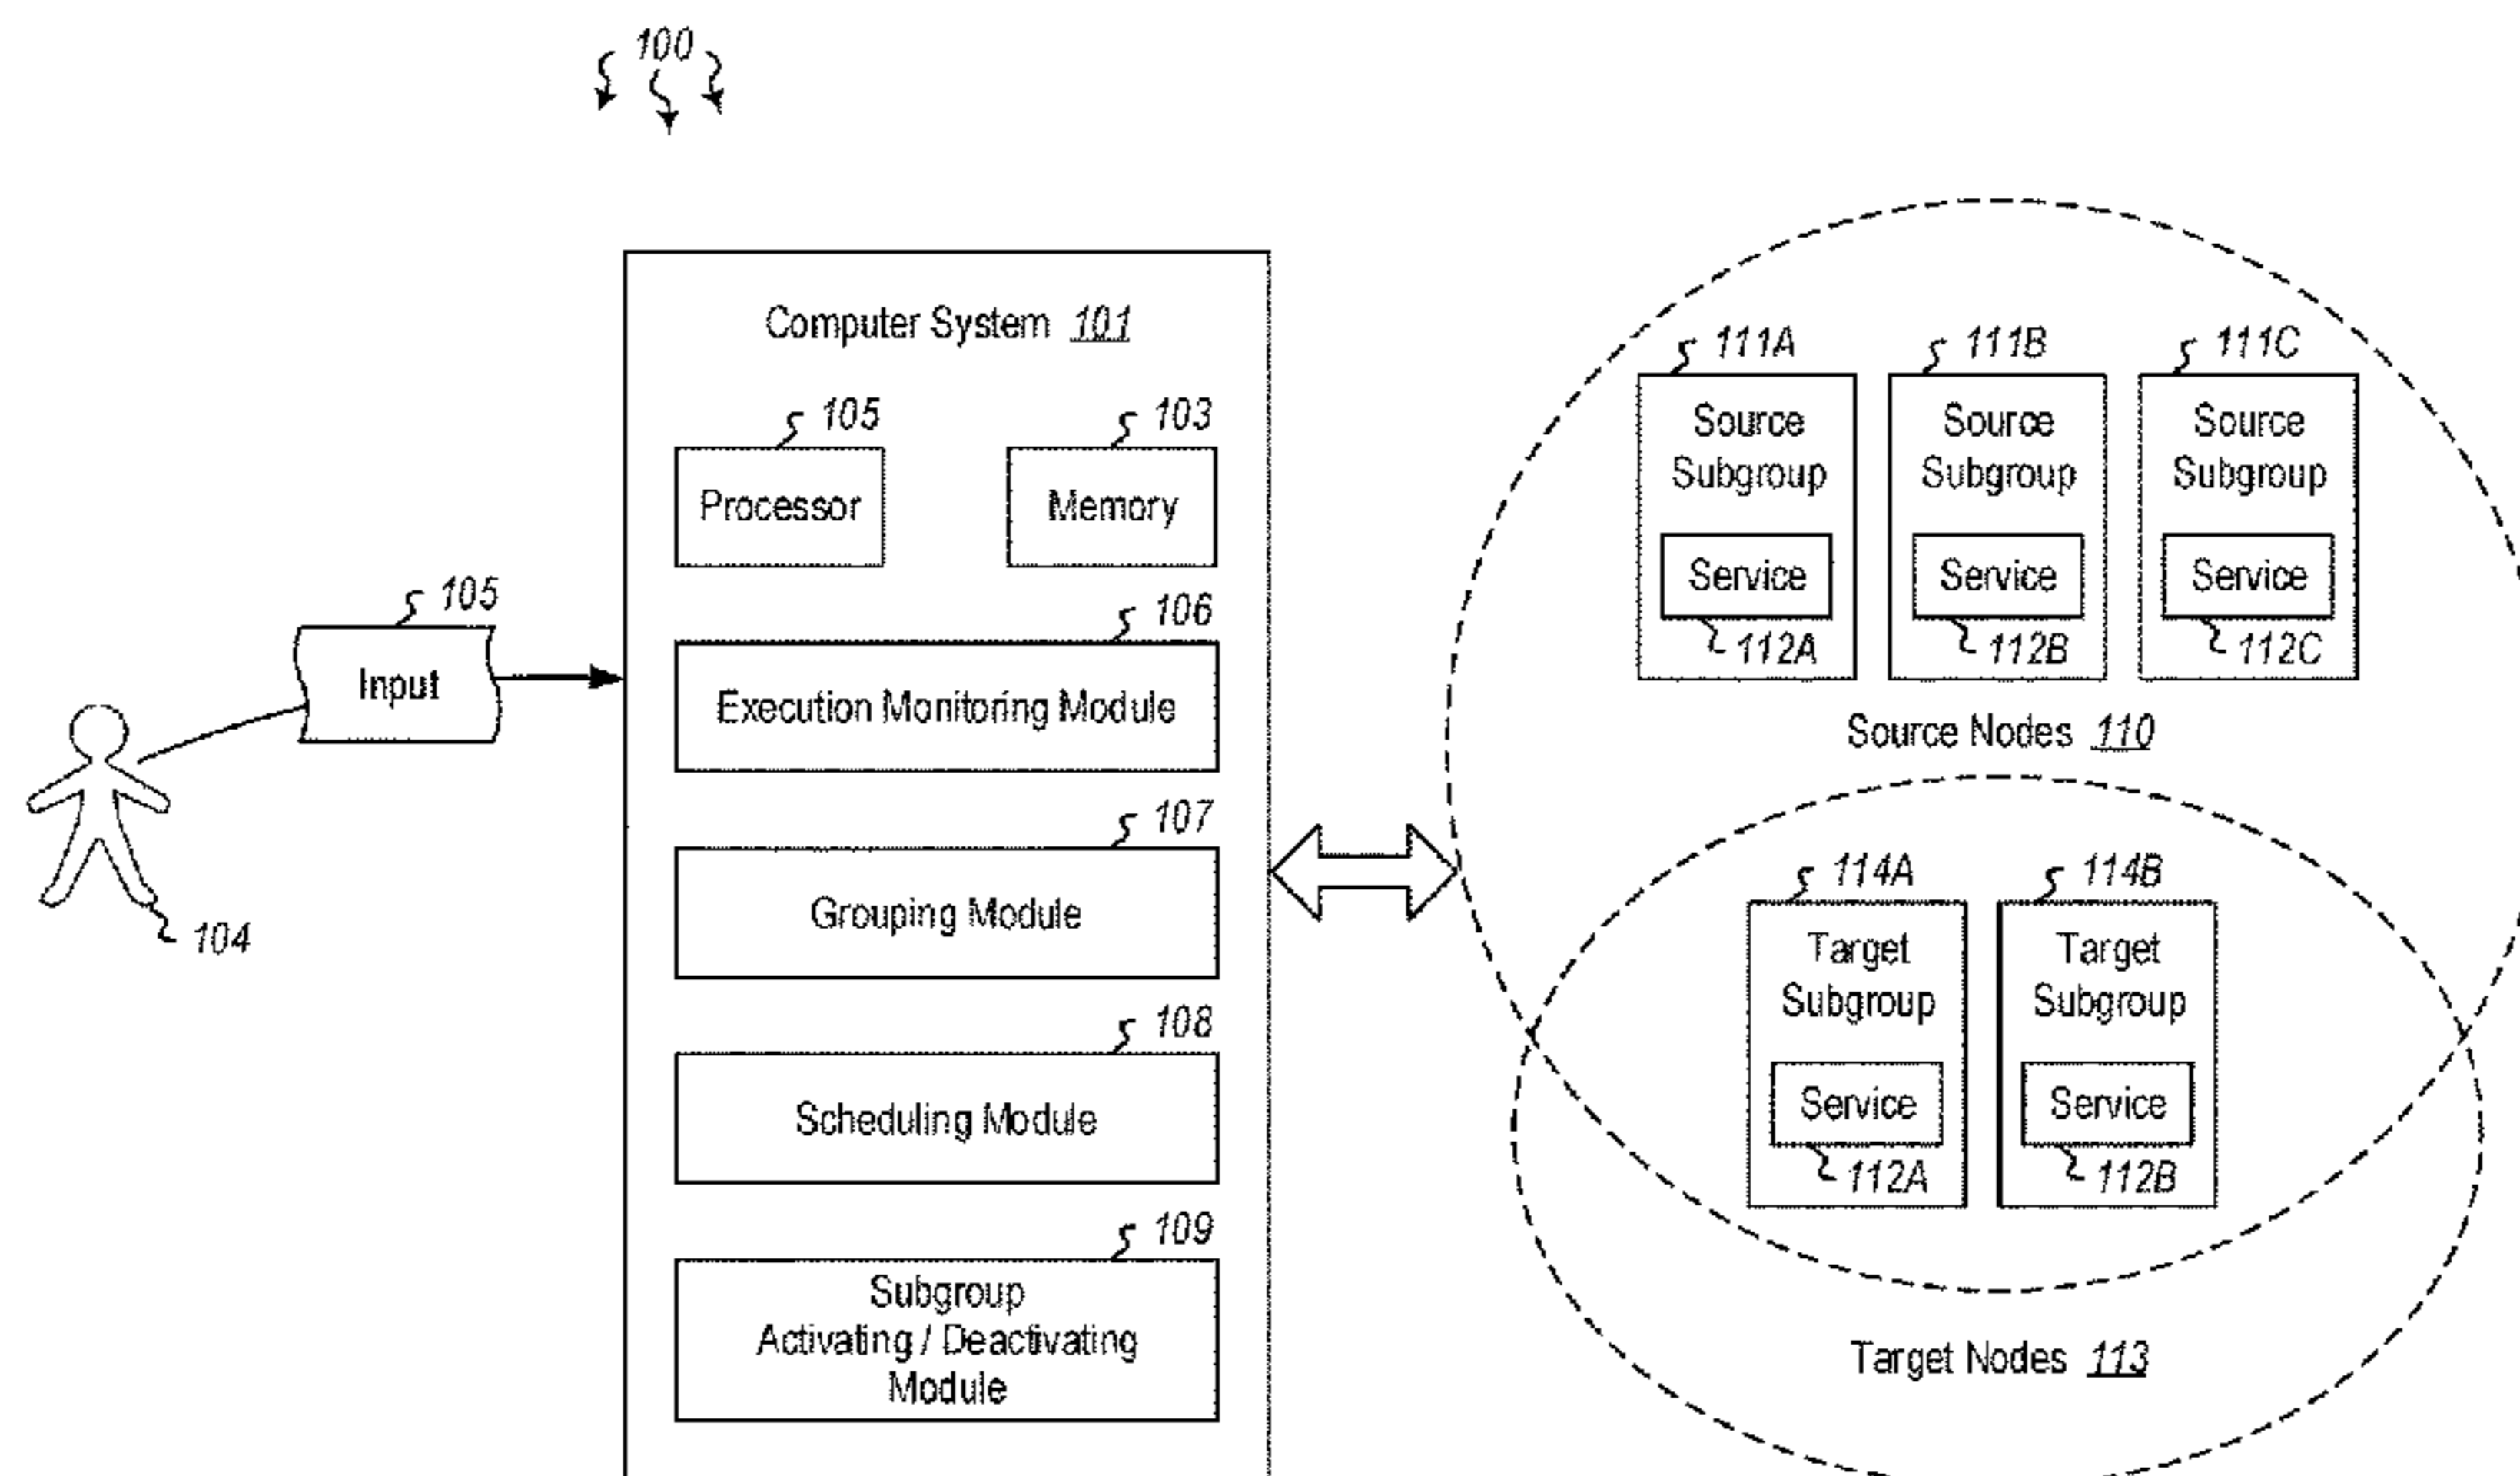 100
Computer System 101
105
103
Processor
Memory
105
Input
104
106
Execution Monitoring Module
107
Grouping Module
108
Scheduling Module
109
Subgroup
Activating / Deactivating
Module
111A
111B
111C
Source
Subgroup
Service
112A
Source
Subgroup
Service
112B
Source
Subgroup
Service
112C
Source Nodes 110
114A
114B
Target
Subgroup
Service
112A
Target
Subgroup
Service
112B
Target Nodes 113